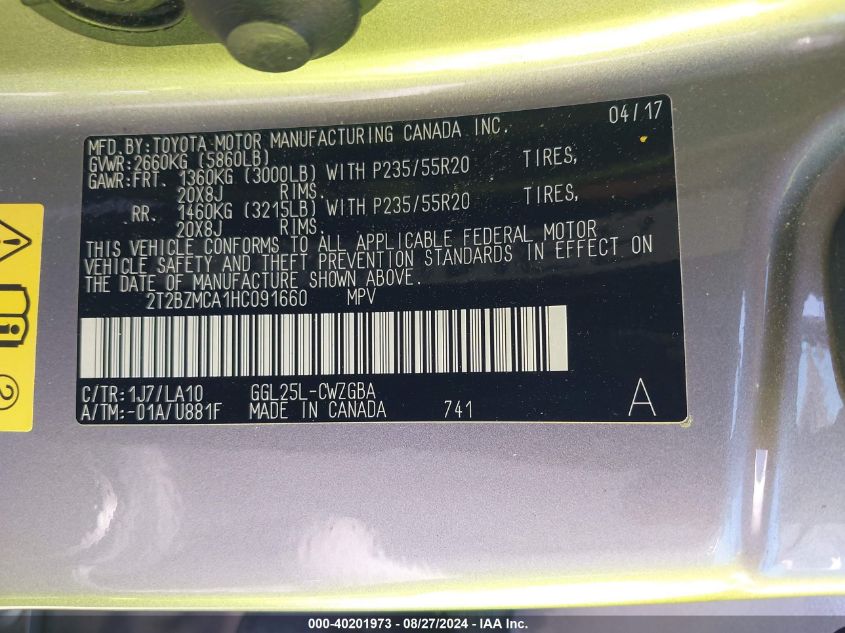 04/17
MFD. BY: TOYOTA MOTOR MANUFACTURING CANADA INC.
GVWR: 2660KG (5860LB)
GAWR: FRT. 1360KG (3000LB) WITH P235/55R20 TIRES,
20X8J RIMS.
RR. 1460KG (3215LB) WITH P235/55R20 TIRES,
20X8J RIMS.
THIS VEHICLE CONFORMS TO ALL APPLICABLE FEDERAL MOTOR
VEHICLE SAFETY AND THEFT PREVENTION STANDARDS IN EFFECT ON
THE DATE OF MANUFACTURE SHOWN ABOVE.
2T2BZMCA1HC091660 MPV
C/TR: 1J7/LA10 GGL25L-CWZGBA
A/TM: -01A/U881F MADE IN CANADA 741 A
2
000-40201973 - 08/27/2024 - IAA Inc.